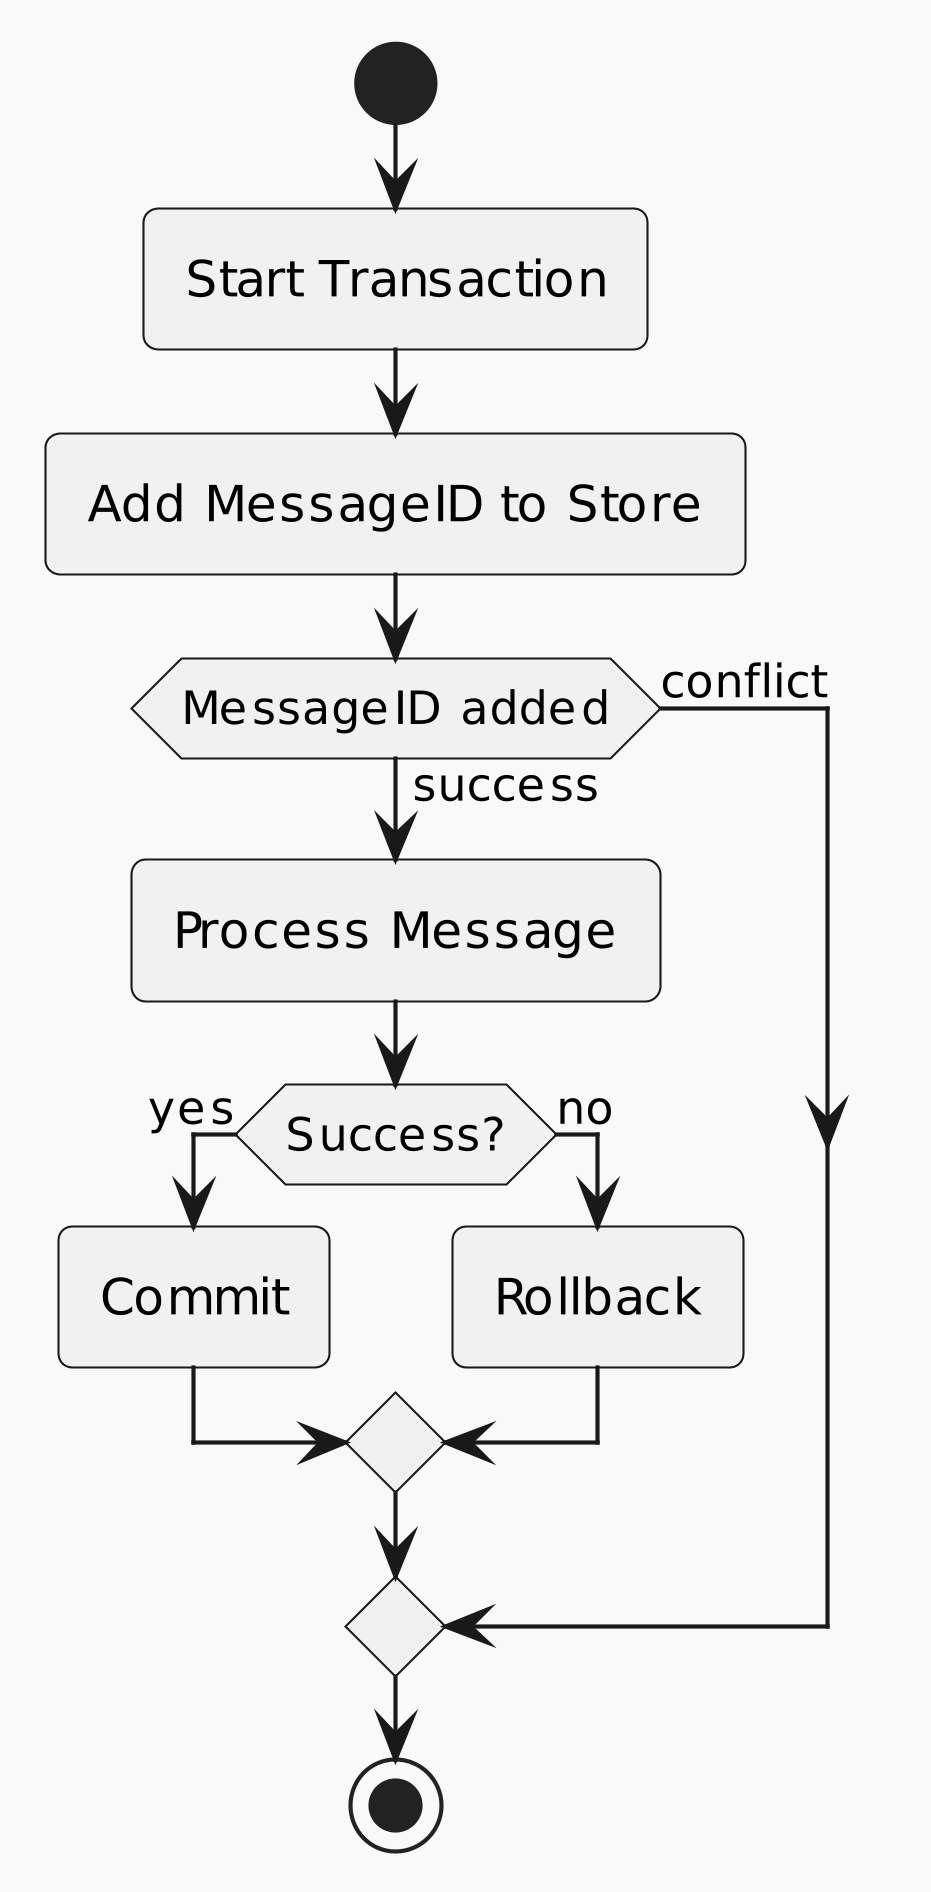 Start Transaction
Add MessageID to Store
MessageID added
conflict
success
Process Message
yes
Success?
no
Commit
Rollback